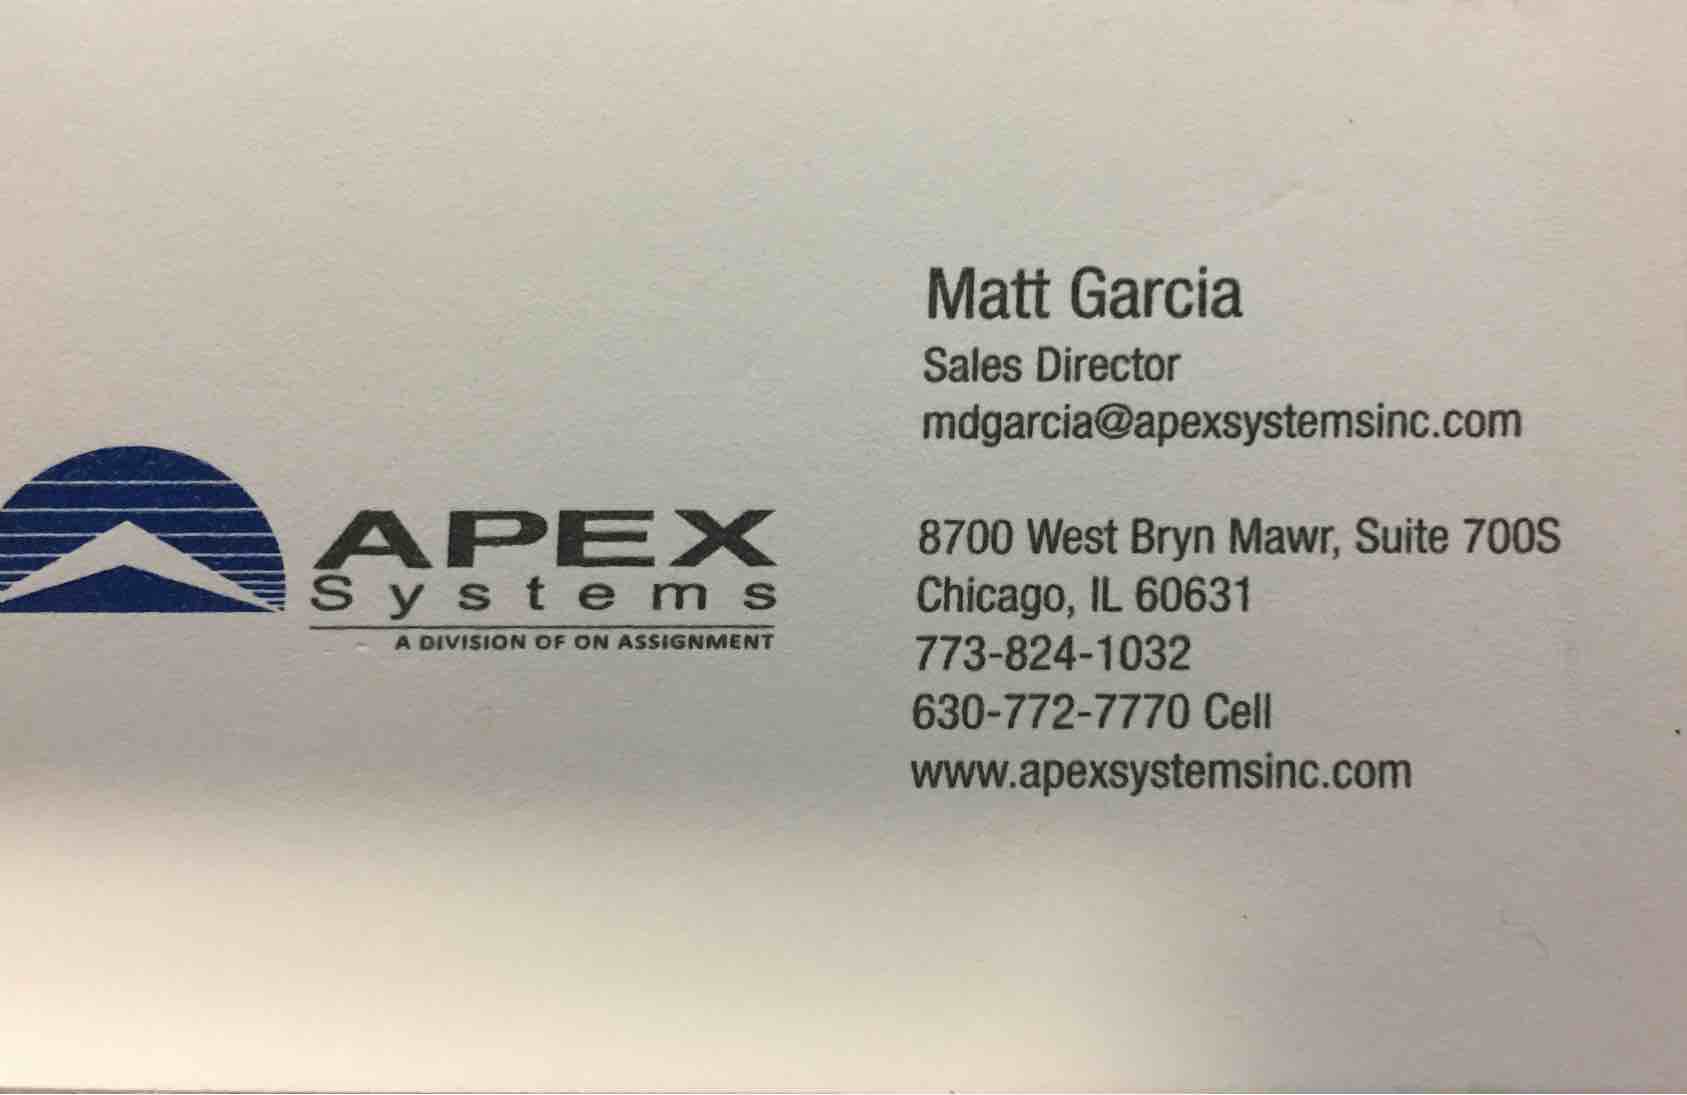 APEX
Systems
A DIVISION OF ON ASSIGNMENT
Matt Garcia
Sales Director
mdgarcia@apexsystemsinc.com
8700 West Bryn Mawr, Suite 700S
Chicago, IL 60631
773-824-1032
630-772-7770 Cell
www.apexsystemsinc.com